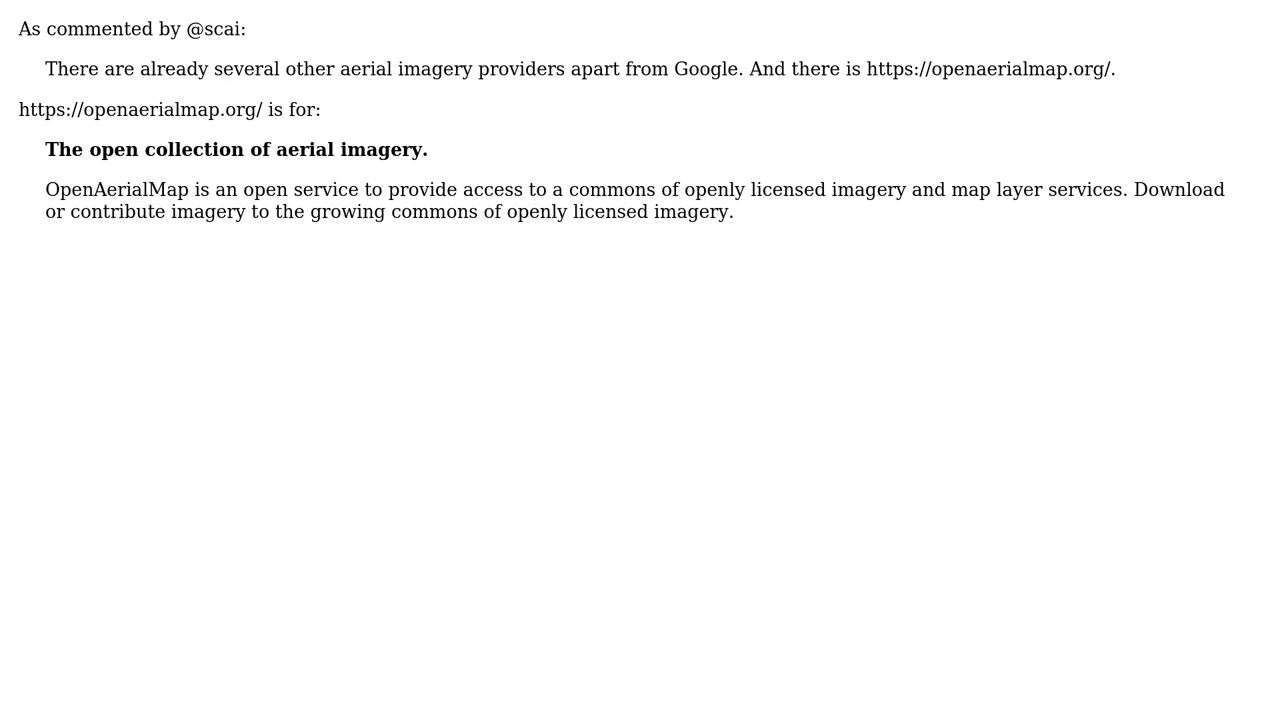 As commented by @scai:
There are already several other aerial imagery providers apart from Google. And there is https://openaerialmap.org/.
https://openaerialmap.org/ is for:
The open collection of aerial imagery.
OpenAerialMap is an open service to provide access to a commons of openly licensed imagery and map layer services. Download
or contribute imagery to the growing commons of openly licensed imagery.